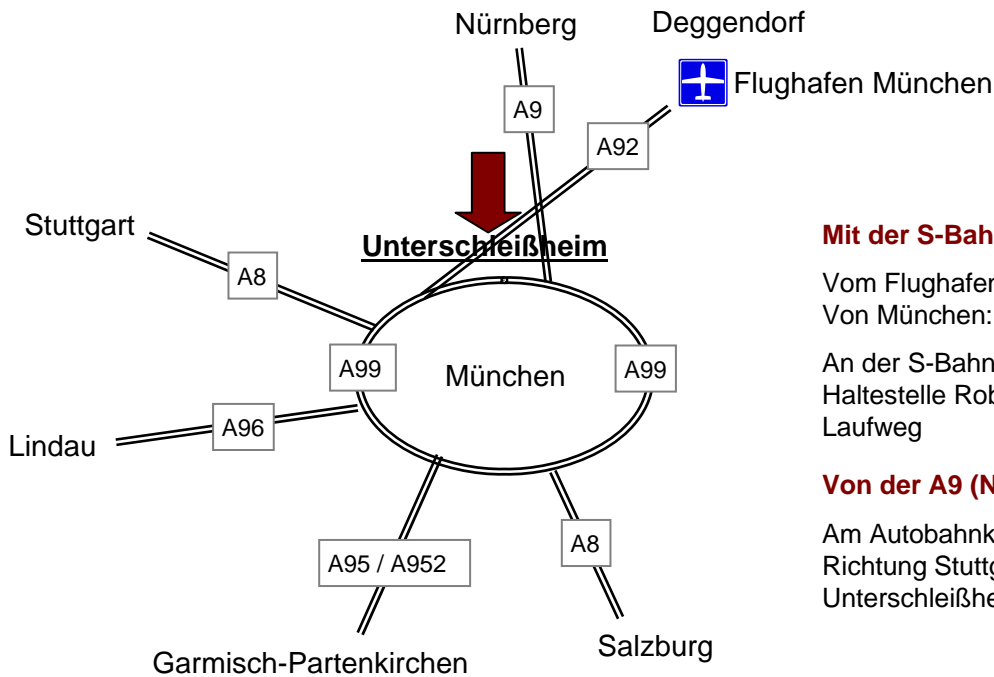 Nürnberg
Deggendorf
Flughafen München
A9
A92
Stuttgart
Unterschleißheim
A8
A99
München
A99
A96
Lindau
A95 / A952
A8
Garmisch-Partenkirchen
Salzburg
Mit der S-Bah
Vom Flughafen
Von München:
An der S-Bahn
Haltestelle Rob
Laufweg
Von der A9 (N
Am Autobahnk
Richtung Stuttg
Unterschleißhe